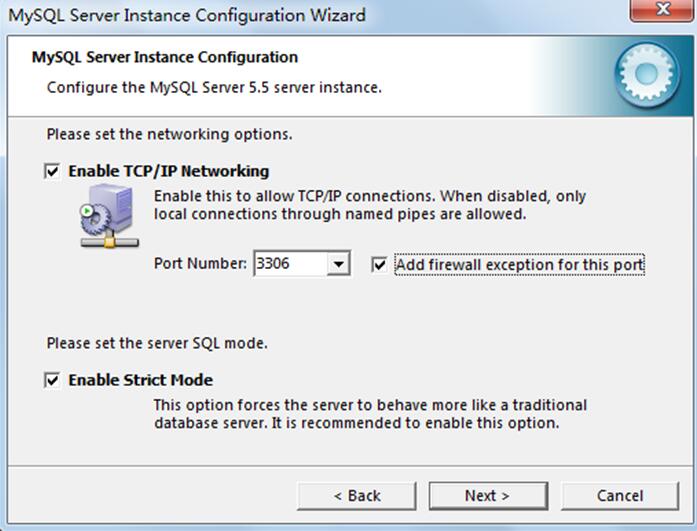 MySQL Server Instance Configuration Wizard
MySQL Server Instance Configuration
Configure the MySQL Server 5.5 server instance.
Please set the networking options.
Enable TCP/IP Networking
Enable this to allow TCP/IP connections. When disabled, only
local connections through named pipes are allowed.
Port Number: 3306 Add firewall exception for this port
Please set the server SQL mode.
Enable Strict Mode
This option forces the server to behave more like a traditional
database server. It is recommended to enable this option.
< Back Next > Cancel